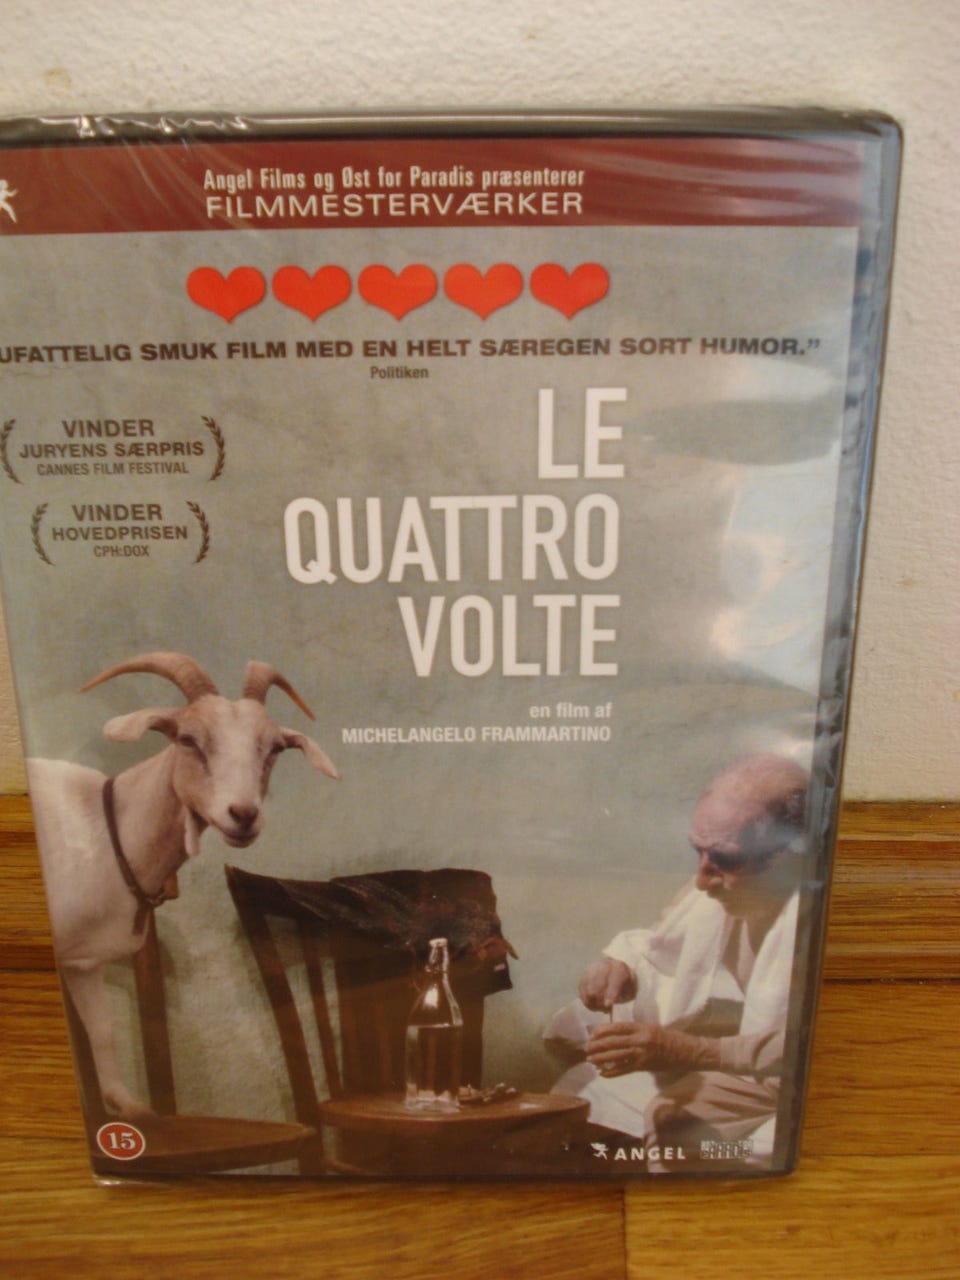 Angel Films og Øst for Paradis præsenterer
FILMMESTERVÆRKER
UFATTELIG SMUK FILM MED EN HELT SÆREGEN SORT HUMOR.”
Politiken
VINDER
JURYENS SÆRPRIS
CANNES FILM FESTIVAL
VINDER
HOVEDPRISEN
CPH:DOX
LE
QUATTRO
VOLTE
en film af
MICHELANGELO FRAMMARTINO
15
ANGEL